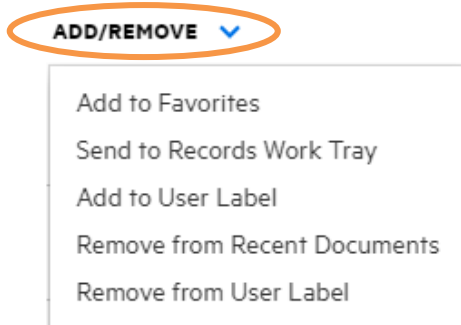 ADD/REMOVE
Add to Favorites
Send to Records Work Tray
Add to User Label
Remove from Recent Documents
Remove from User Label